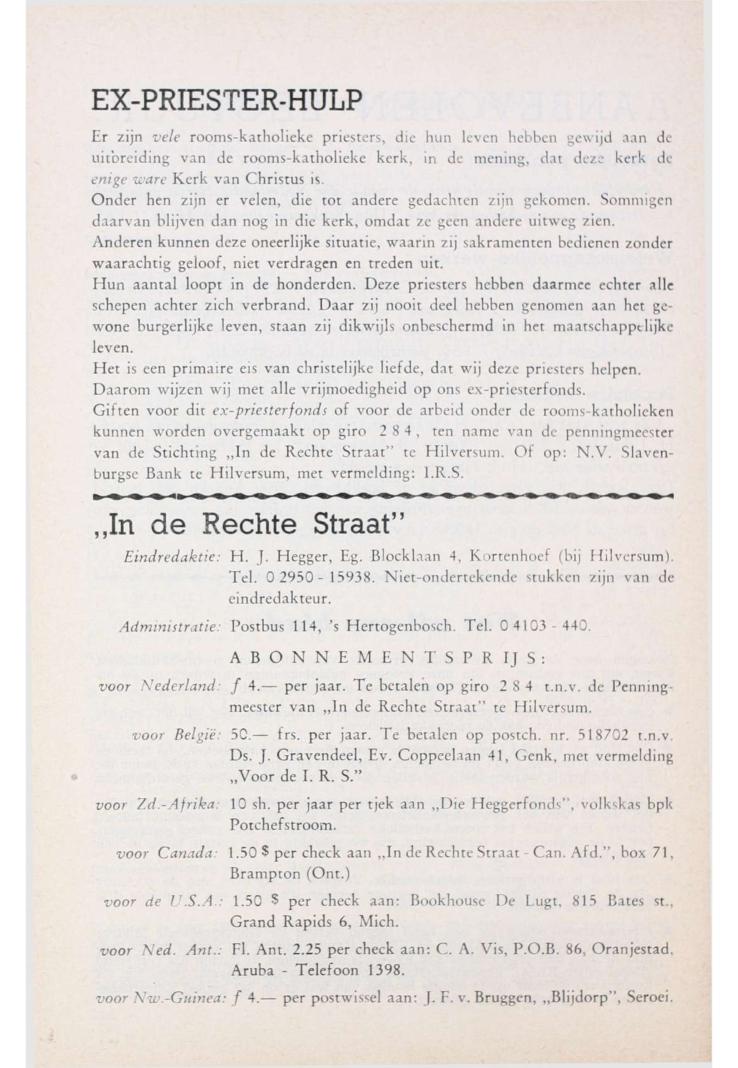 EX-PRIESTER-HULP
Er zijn vele rooms-katholieke priesters, die hun leven hebben gewijd aan de
uitbreiding van de rooms-katholieke kerk, in de mening, dat deze kerk de
enige ware Kerk van Christus is.
Onder hen zijn er velen, die tot andere gedachten zijn gekomen. Sommigen
daarvan blijven dan nog in die kerk, omdat ze geen andere uitweg zien.
Anderen kunnen deze oneerlijke situatie, waarin zij sakramenten bedienen zonder
waarachtig geloof, niet verdragen en treden uit.
Hun aantal loopt in de honderden. Deze priesters hebben daarmee echter alle
schepen achter zich verbrand. Daar zij nooit deel hebben genomen aan het ge-
wone burgerlijke leven, staan zij dikwijls onbeschermd in het maatschappelijke
leven.
Het is een primaire eis van christelijke liefde, dat wij deze priesters helpen.
Daarom wijzen wij met alle vrijmoedigheid op ons ex-priesterfonds.
Giften voor dit ex-priesterfonds of voor de arbeid onder de rooms-katholieken
kunnen worden overgemaakt op giro 284, ten name van de penningmeester
van de Stichting „In de Rechte Straat” te Hilversum. Of op: N.V. Slaven-
burgse Bank te Hilversum, met vermelding: I.R.S.
„In de Rechte Straat”
Eindredaktie: H. J. Hegger, Eg. Blocklaan 4, Kortenhoef (bij Hilversum).
Tel. 0 2950 - 15938. Niet-ondertekende stukken zijn van de
eindredakteur.
Administratie: Postbus 114, 's Hertogenbosch. Tel. 0 4103 - 440.
ABONNEMENTSPRIJS:
voor Nederland: f 4.— per jaar. Te betalen op giro 284 t.n.v. de Penning-
meester van „In de Rechte Straat” te Hilversum.
voor België: 50.— frs. per jaar. Te betalen op postch. nr. 518702 t.n.v.
Ds. J. Gravendeel, Ev. Coppeelaan 41, Genk, met vermelding
„Voor de I. R. S.”
voor Zd.-Afrika: 10 sh. per jaar per tjek aan „Die Heggerfonds”, volkskas bpk
Potchefstroom.
voor Canada: 1.50 $ per check aan „In de Rechte Straat - Can. Afd.”, box 71,
Brampton (Ont.)
voor de U.S.A.: 1.50 $ per check aan: Bookhouse De Lugt, 815 Bates st.,
Grand Rapids 6, Mich.
voor Ned. Ant.: Fl. Ant. 2.25 per check aan: C. A. Vis, P.O.B. 86, Oranjestad,
Aruba - Telefoon 1398.
voor Nw.-Guinea: f 4.— per postwissel aan: J. F. v. Bruggen, „Blijdorp”, Seroei.